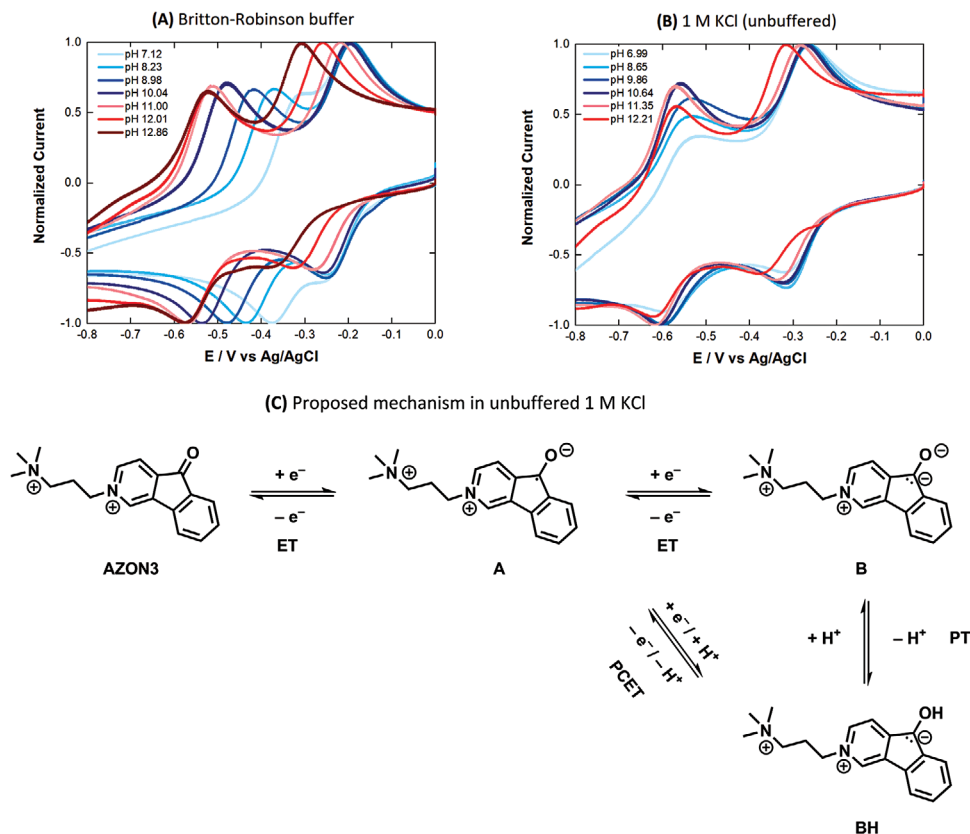 (A) Britton-Robinson buffer
Normalized Current
1.0
0.5
0.0
-0.5
-1.0
pH 7.12
pH 8.23
pH 8.98
pH 10.04
pH 11.00
pH 12.01
pH 12.86
-0.8 -0.7 -0.6 -0.5 -0.4 -0.3 -0.2 -0.1 0.0
E / V vs Ag/AgCl
(B) 1 M KCl (unbuffered)
Normalized Current
1.0
0.5
0.0
-0.5
-1.0
pH 6.99
pH 8.65
pH 9.86
pH 10.64
pH 11.35
pH 12.21
-0.8 -0.7 -0.6 -0.5 -0.4 -0.3 -0.2 -0.1 0.0
E / V vs Ag/AgCl
(C) Proposed mechanism in unbuffered 1 M KCl
N
⊕
N
⊕
O
AZON3
+ e⁻
– e⁻
ET
N
⊕
N
⊕
O⊖
A
+ e⁻
– e⁻
ET
N
⊕
N
⊕
O⊖
⊖
B
+ e⁻ / + H⁺
– e⁻ / – H⁺
PCET
+ H⁺ – H⁺ PT
N
⊕
N
⊕
OH
⊖
BH